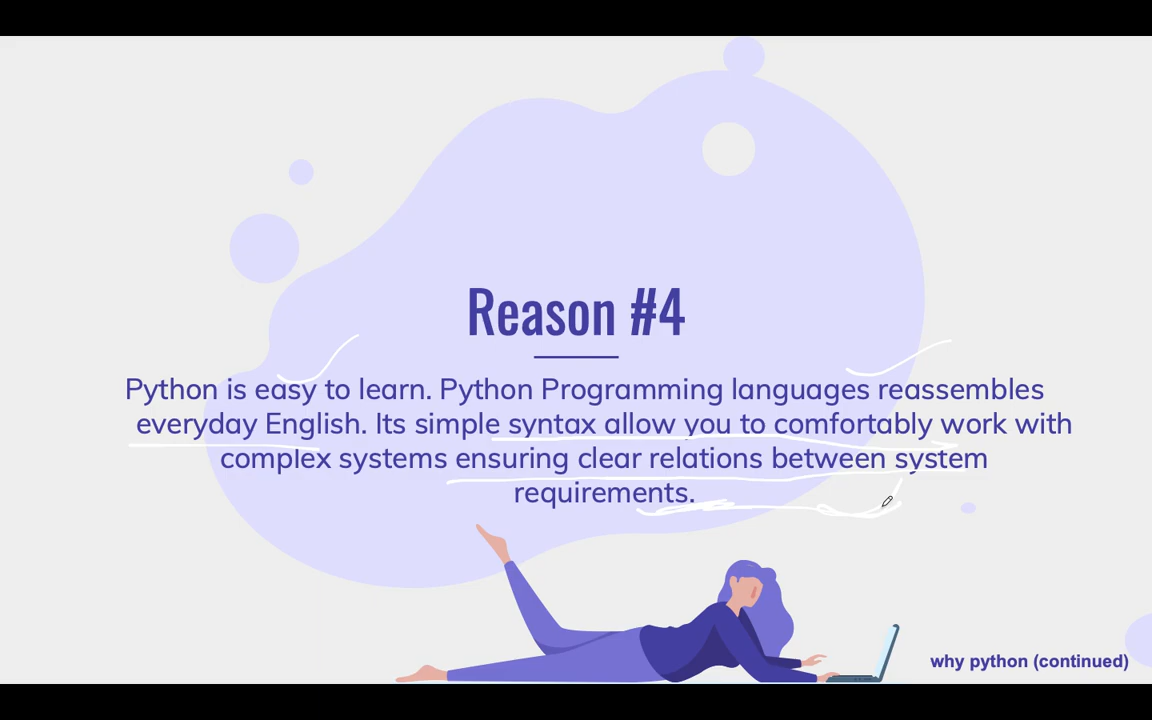 Reason #4
Python is easy to learn. Python Programming languages reassembles
everyday English. Its simple syntax allow you to comfortably work with
complex systems ensuring clear relations between system
requirements.
why python (continued)